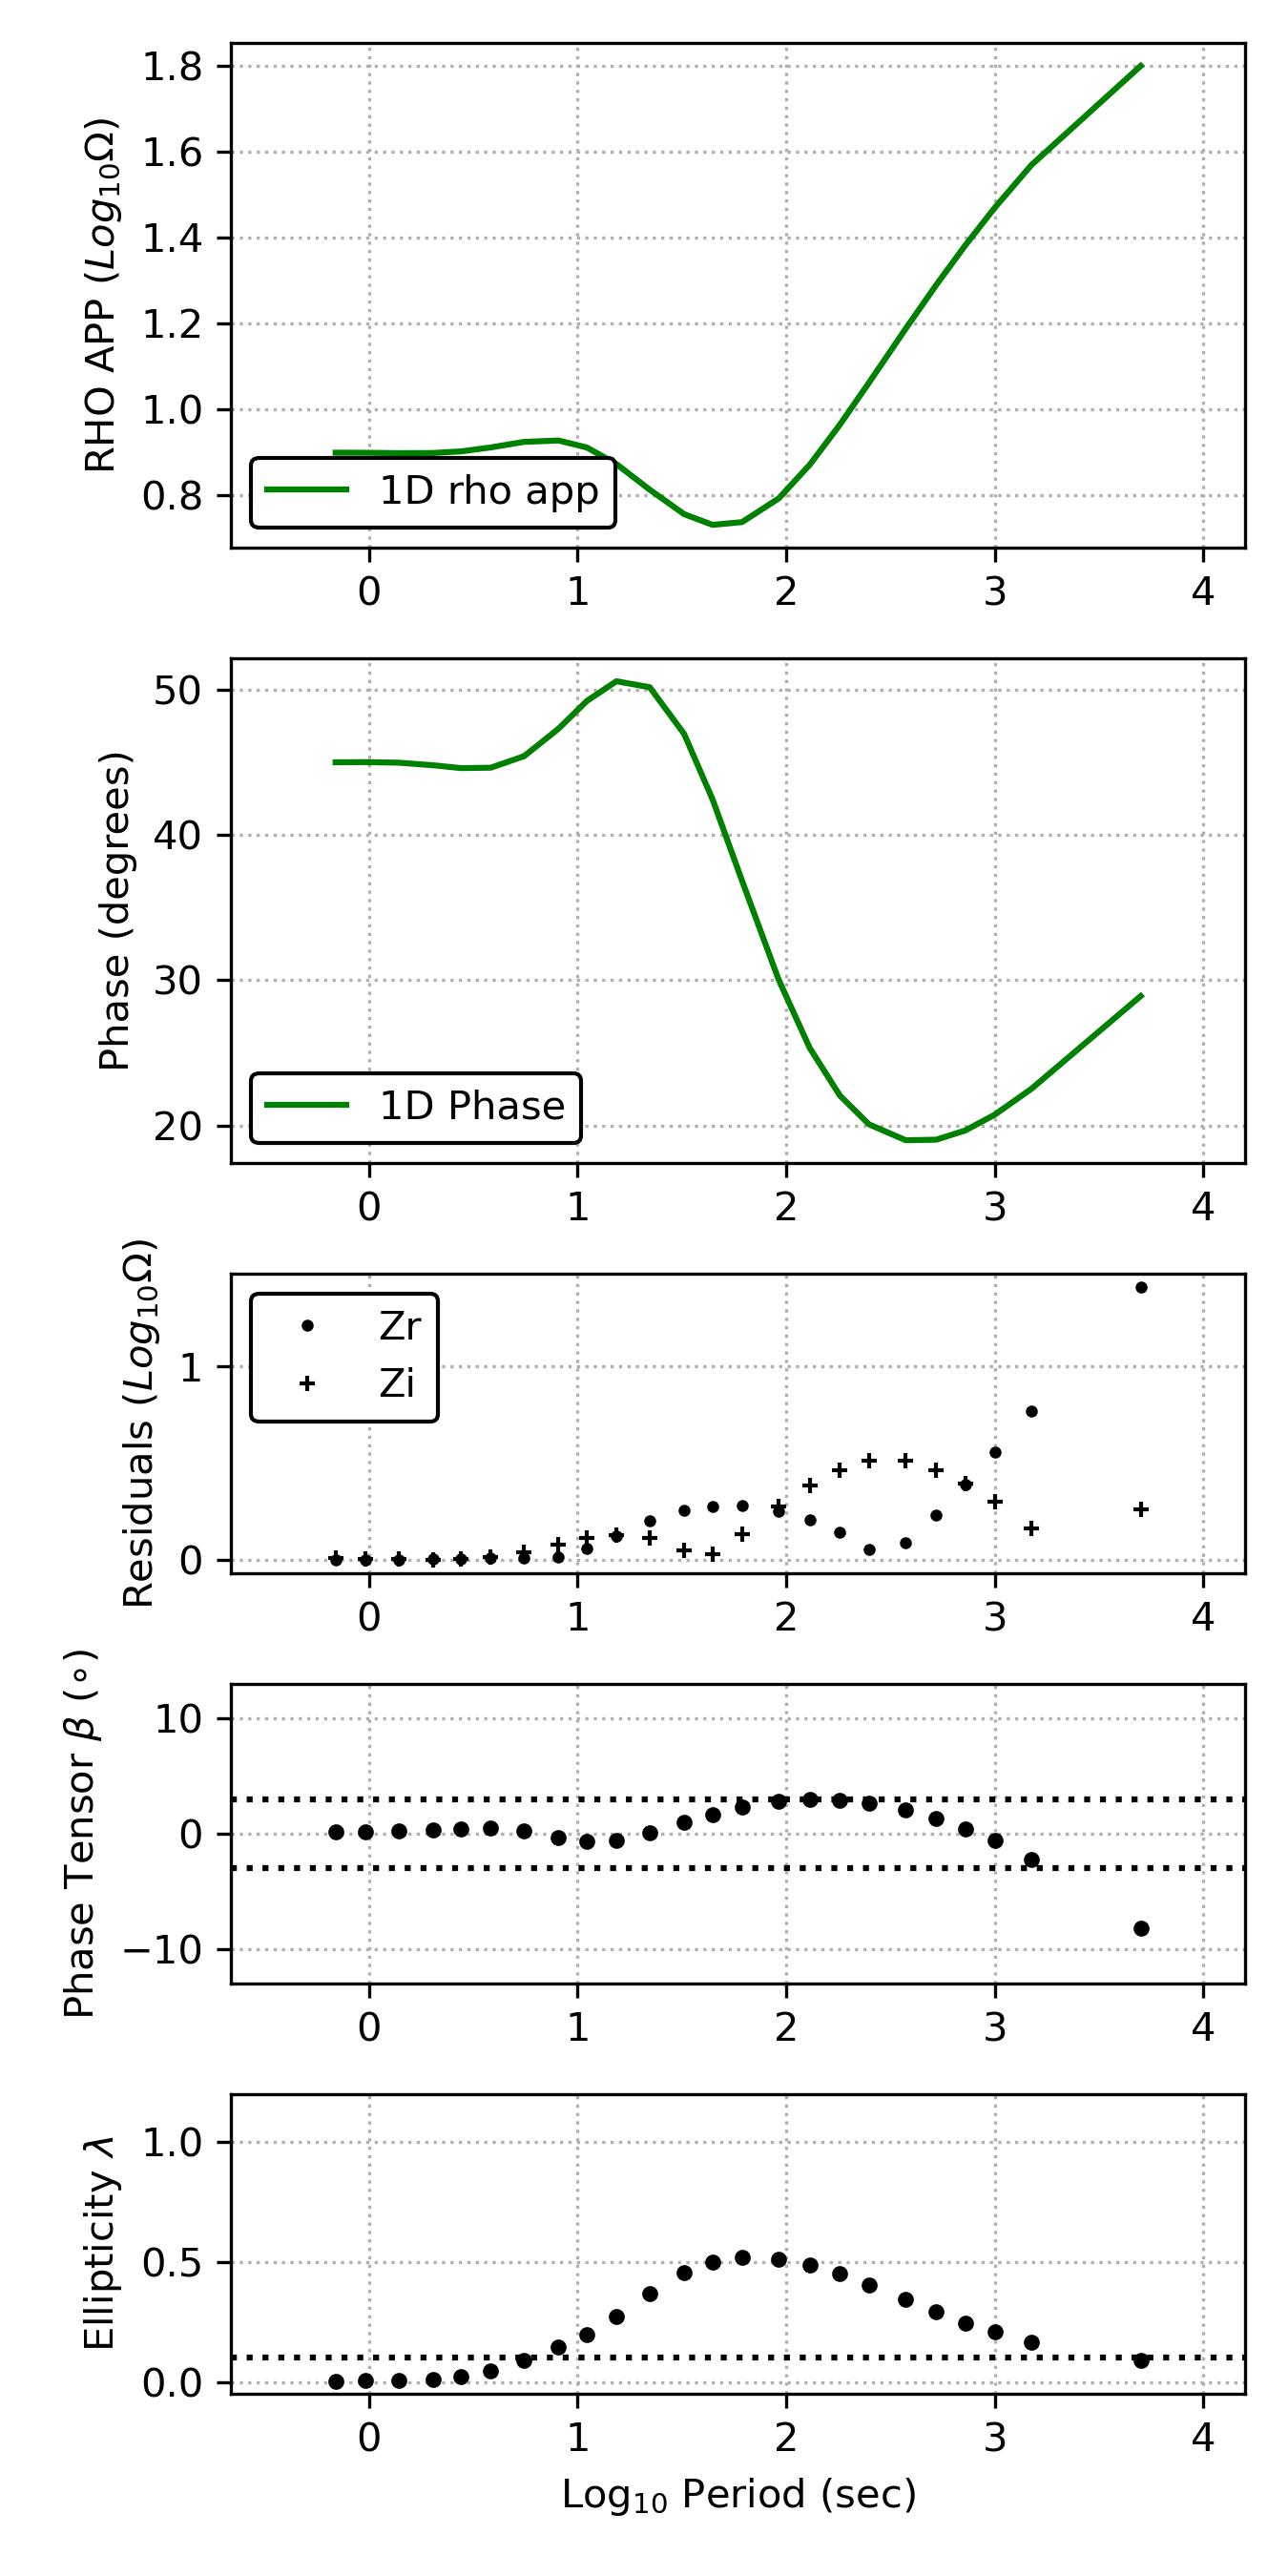 RHO APP (Log₁₀Ω)
1.8
1.6
1.4
1.2
1.0
0.8
1D rho app
0 1 2 3 4
Phase (degrees)
50
40
30
20
1D Phase
0 1 2 3 4
Residuals (Log₁₀Ω)
1
0
Zr
Zi
0 1 2 3 4
Phase Tensor β (∘)
10
0
−10
0 1 2 3 4
Ellipticity λ
1.0
0.5
0.0
0 1 2 3 4
Log₁₀ Period (sec)